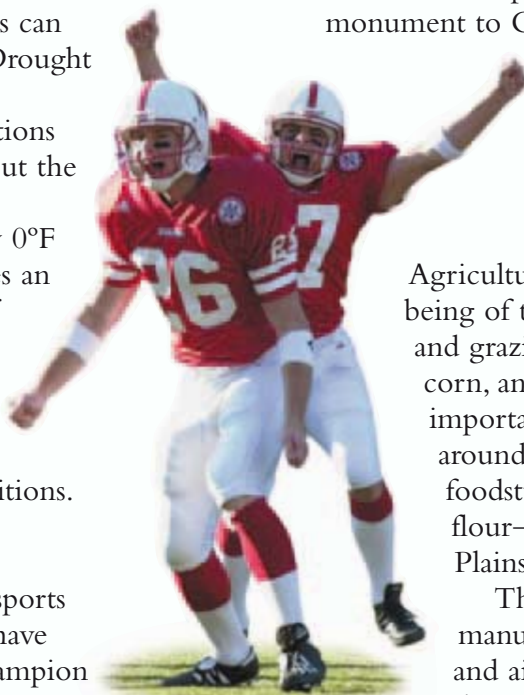 s can
Drought
tions
ut the
0°F
s an
itions.
sports
have
ampion
26
7
monument to C
Agricultu
being of t
and grazi
corn, an
importa
around
foodst
flour–
Plains
Th
manu
and ai